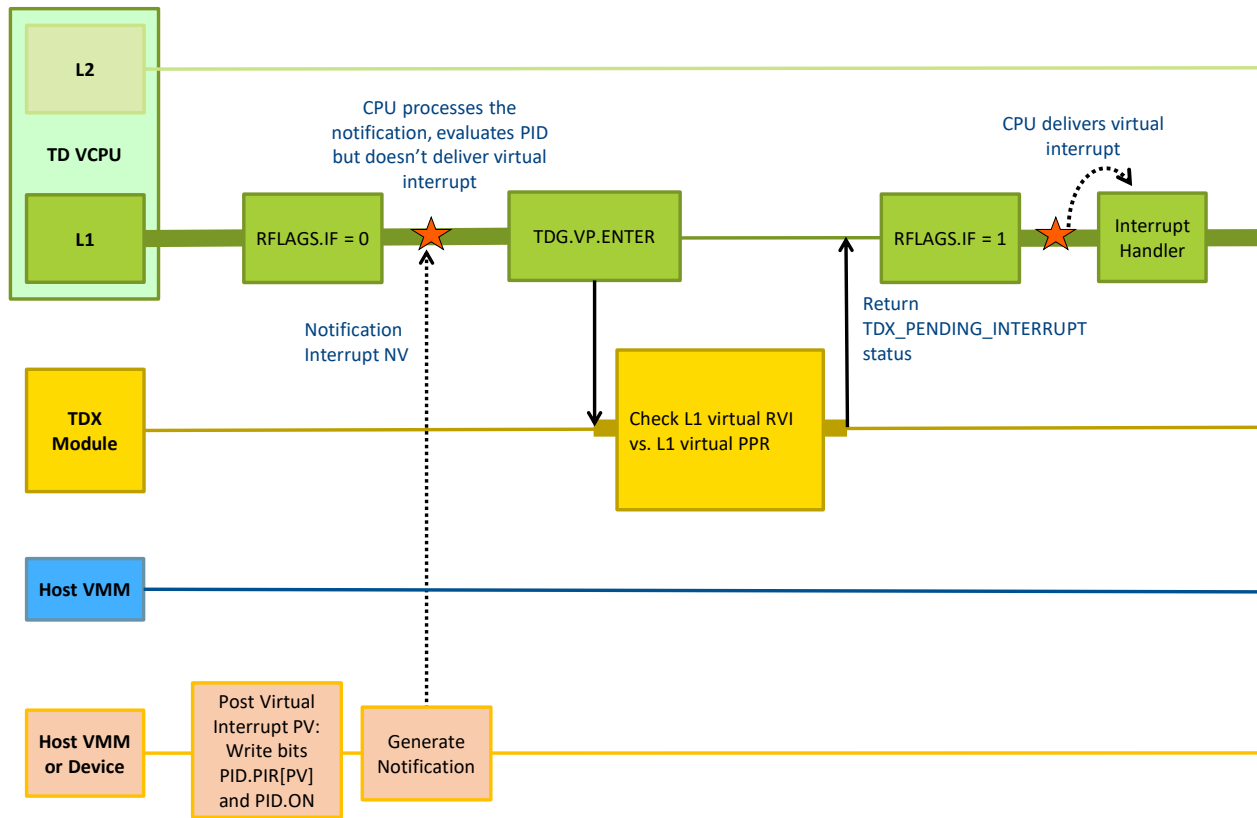 L2
TD VCPU
L1
CPU processes the
notification, evaluates PID
but doesn't deliver virtual
interrupt
CPU delivers virtual
interrupt
RFLAGS.IF = 0
TDG.VP.ENTER
RFLAGS.IF = 1
Interrupt
Handler
Notification
Interrupt NV
Return
TDX_PENDING_INTERRUPT
status
TDX
Module
Check L1 virtual RVI
vs. L1 virtual PPR
Host VMM
Host VMM
or Device
Post Virtual
Interrupt PV:
Write bits
PID.PIR[PV]
and PID.ON
Generate
Notification